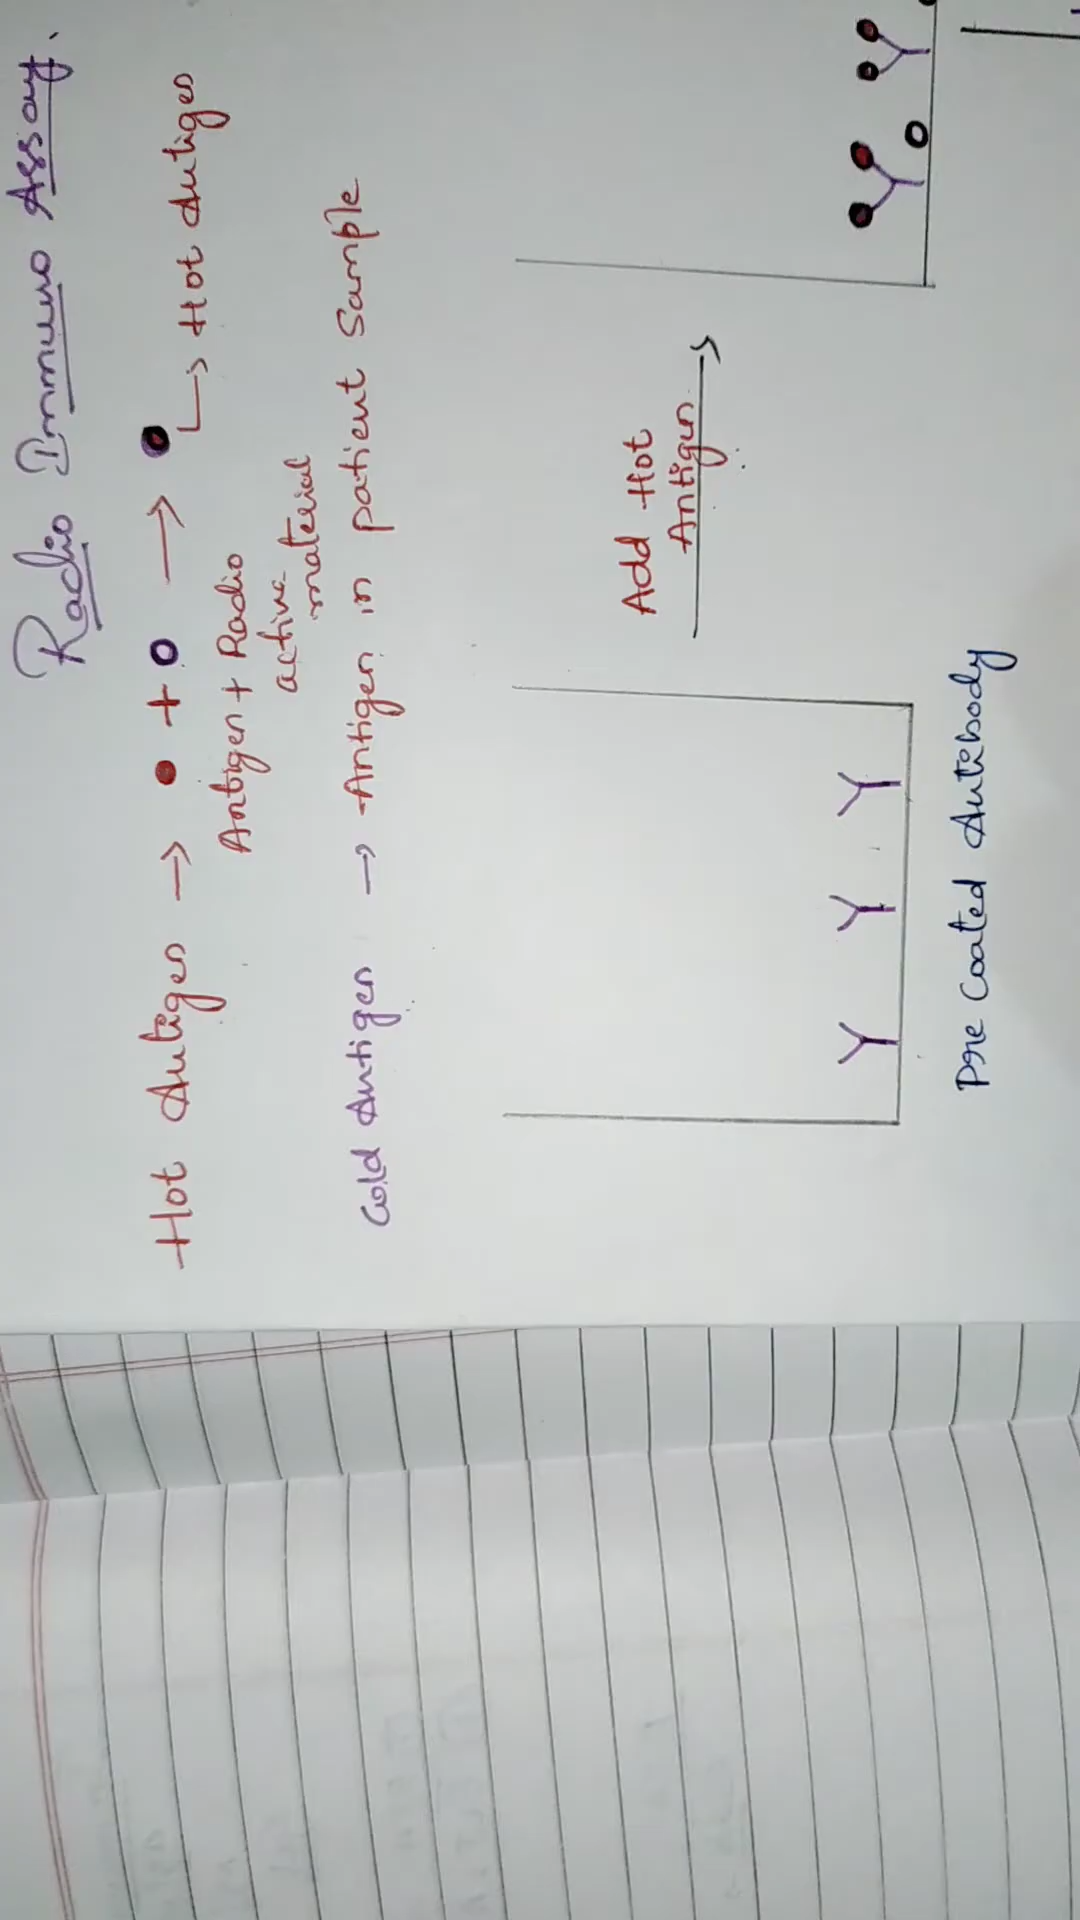 Radio Immuno Assay.
Hot Antigen → + →
Antigen + Radio
active
material
↳ Hot Antigen
Cold Antigen → Antigen in patient Sample
Add Hot
Antigen
Pre Coated Antibody